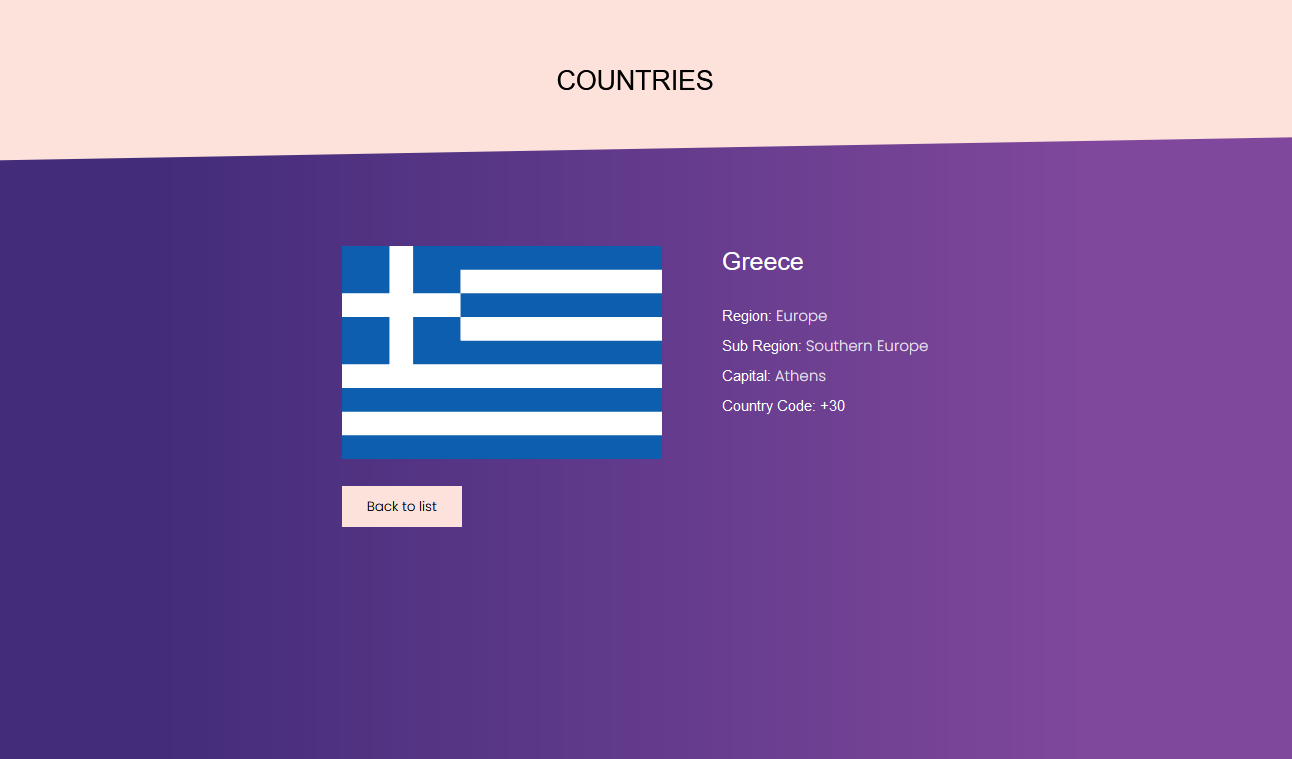 COUNTRIES
Greece
Region: Europe
Sub Region: Southern Europe
Capital: Athens
Country Code: +30
Back to list